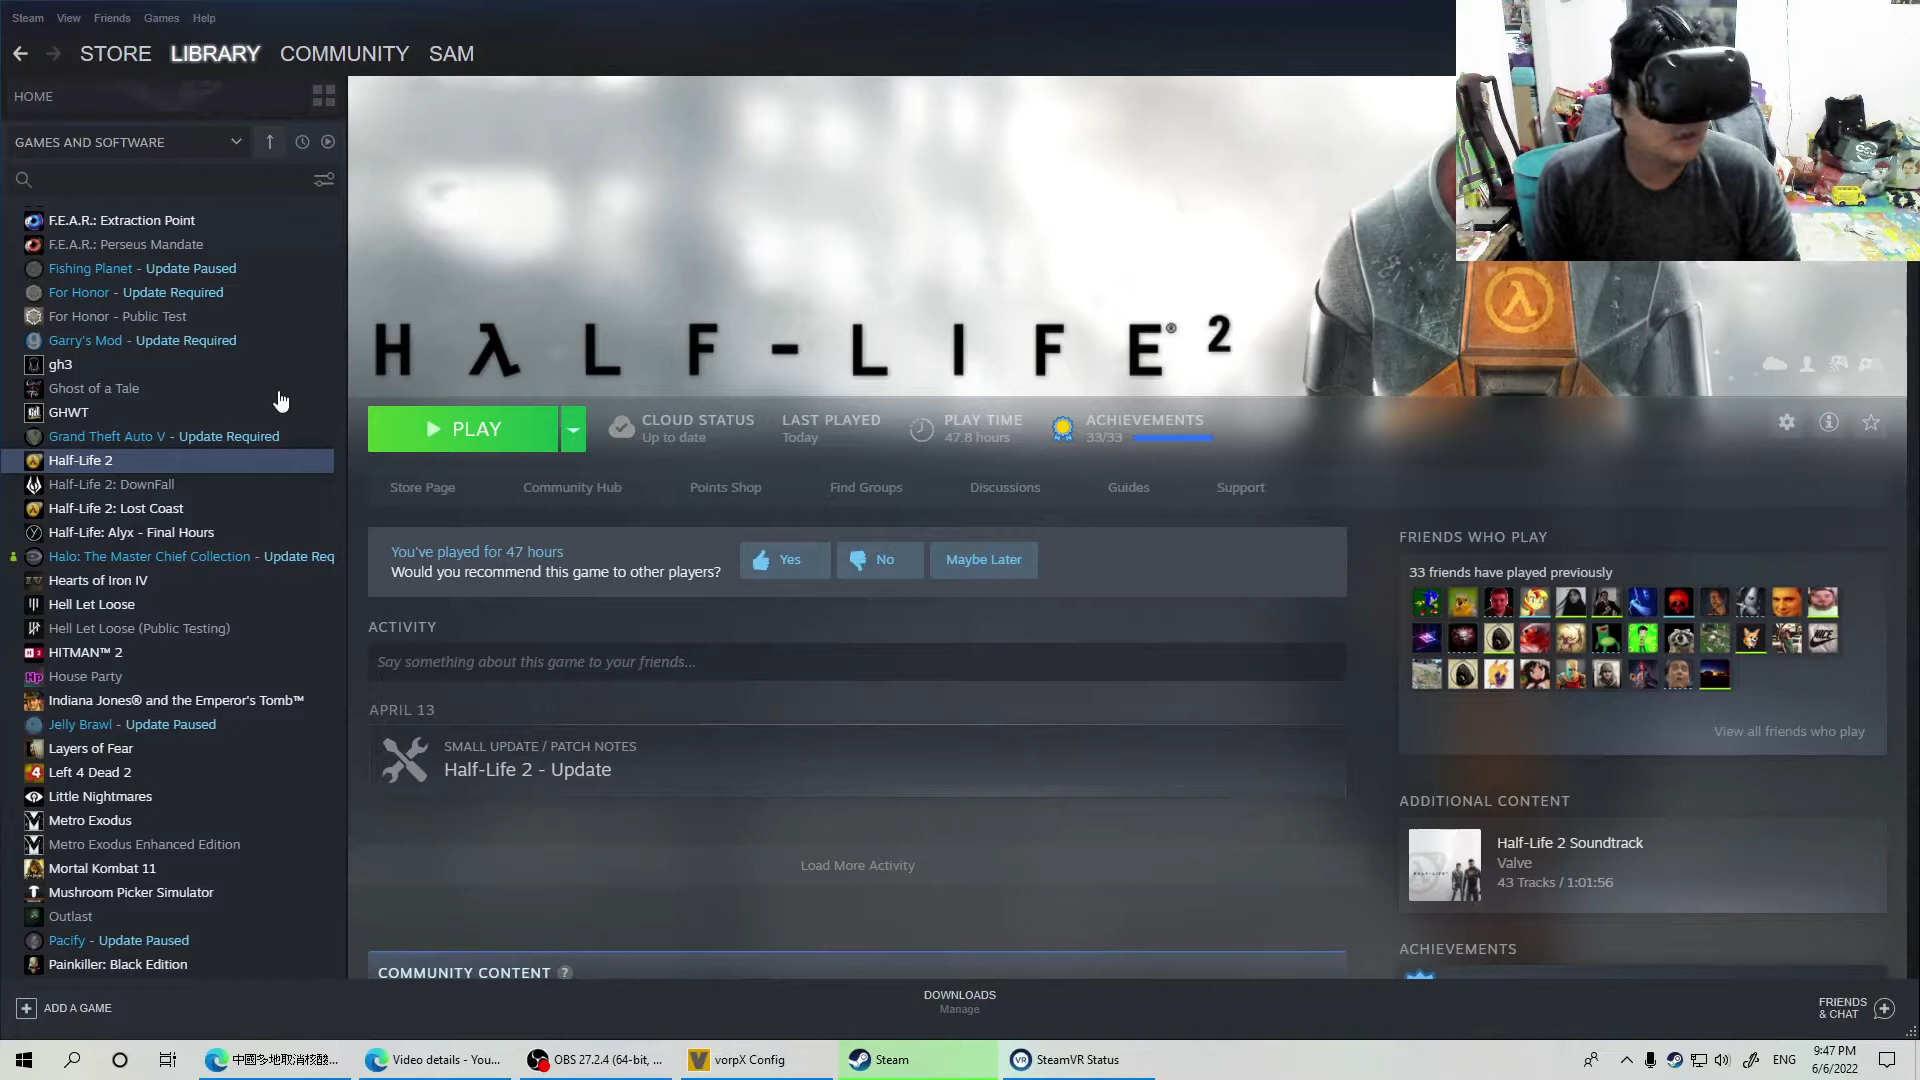 Steam View Friends Games Help
STORE LIBRARY COMMUNITY SAM
HOME
GAMES AND SOFTWARE
F.E.A.R.: Extraction Point
F.E.A.R.: Perseus Mandate
Fishing Planet - Update Paused
For Honor - Update Required
For Honor - Public Test
Garry's Mod - Update Required
gh3
Ghost of a Tale
GHWT
Grand Theft Auto V - Update Required
Half-Life 2
Half-Life 2: DownFall
Half-Life 2: Lost Coast
Half-Life: Alyx - Final Hours
Halo: The Master Chief Collection - Update Req
Hearts of Iron IV
Hell Let Loose
Hell Let Loose (Public Testing)
HITMAN™ 2
House Party
Indiana Jones® and the Emperor's Tomb™
Jelly Brawl - Update Paused
Layers of Fear
Left 4 Dead 2
Little Nightmares
Metro Exodus
Metro Exodus Enhanced Edition
Mortal Kombat 11
Mushroom Picker Simulator
Outlast
Pacify - Update Paused
Painkiller: Black Edition
ADD A GAME
HλLF-LIFE® 2
PLAY
CLOUD STATUS
Up to date
LAST PLAYED
Today
PLAY TIME
47.8 hours
ACHIEVEMENTS
33/33
Store Page Community Hub Points Shop Find Groups Discussions Guides Support
You've played for 47 hours
Would you recommend this game to other players?
Yes No Maybe Later
ACTIVITY
Say something about this game to your friends...
APRIL 13
SMALL UPDATE / PATCH NOTES
Half-Life 2 - Update
Load More Activity
COMMUNITY CONTENT ?
FRIENDS WHO PLAY
33 friends have played previously
View all friends who play
ADDITIONAL CONTENT
Half-Life 2 Soundtrack
Valve
43 Tracks / 1:01:56
ACHIEVEMENTS
DOWNLOADS
Manage
FRIENDS
& CHAT
中國多地取消核酸... Video details - You... OBS 27.2.4 (64-bit, ... vorpX Config Steam SteamVR Status
ENG
9:47 PM
6/6/2022